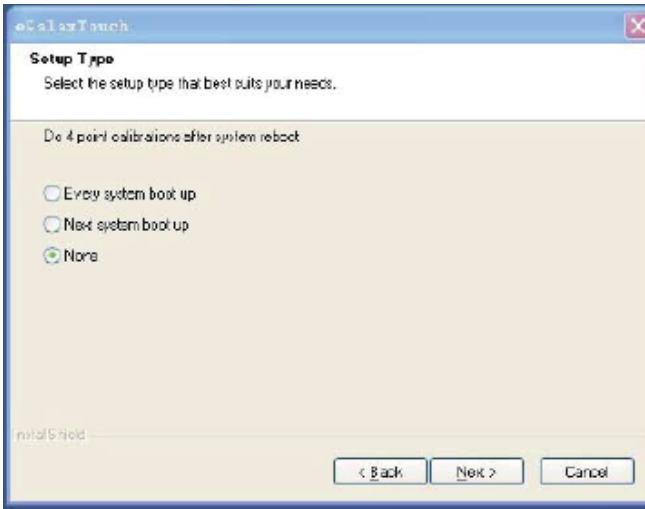 eGalaxTouch
Setup Type
Select the setup type that best suits your needs.
Do 4 point calibrations after system reboot
Every system boot up
Next system boot up
None
InstallShield
< Back
Next >
Cancel